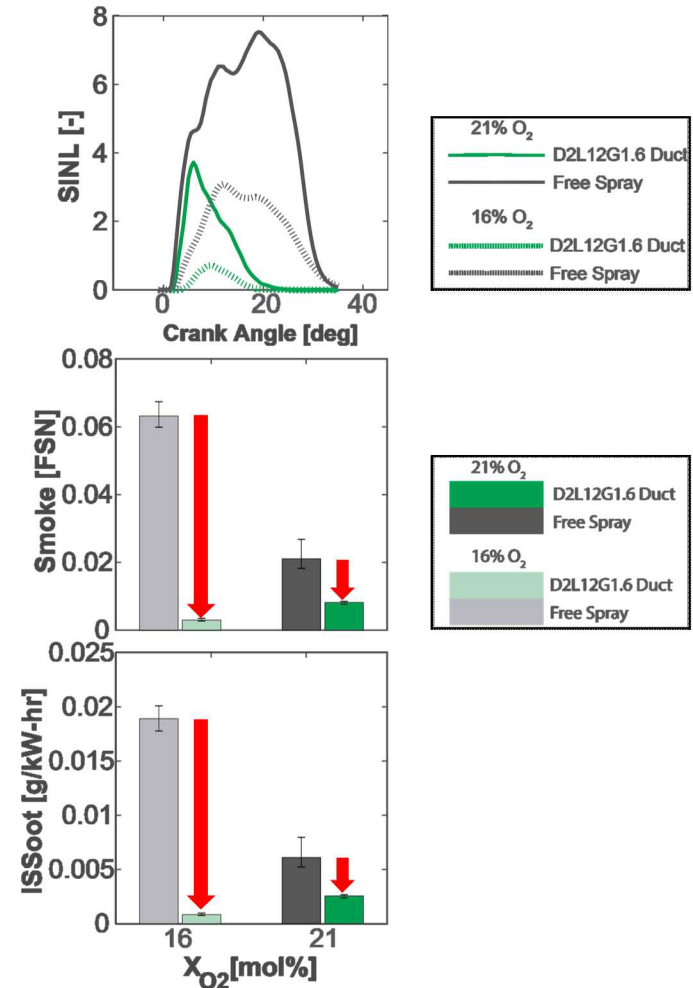 8
6
4
2
0
SINL [-]
0 20 40
Crank Angle [deg]
21% O2
D2L12G1.6 Duct
Free Spray
16% O2
D2L12G1.6 Duct
Free Spray
0.08
0.06
0.04
0.02
0
Smoke [FSN]
21% O2
D2L12G1.6 Duct
Free Spray
16% O2
D2L12G1.6 Duct
Free Spray
0.025
0.02
0.015
0.01
0.005
0
ISSoot [g/kW-hr]
16 21
XO2[mol%]